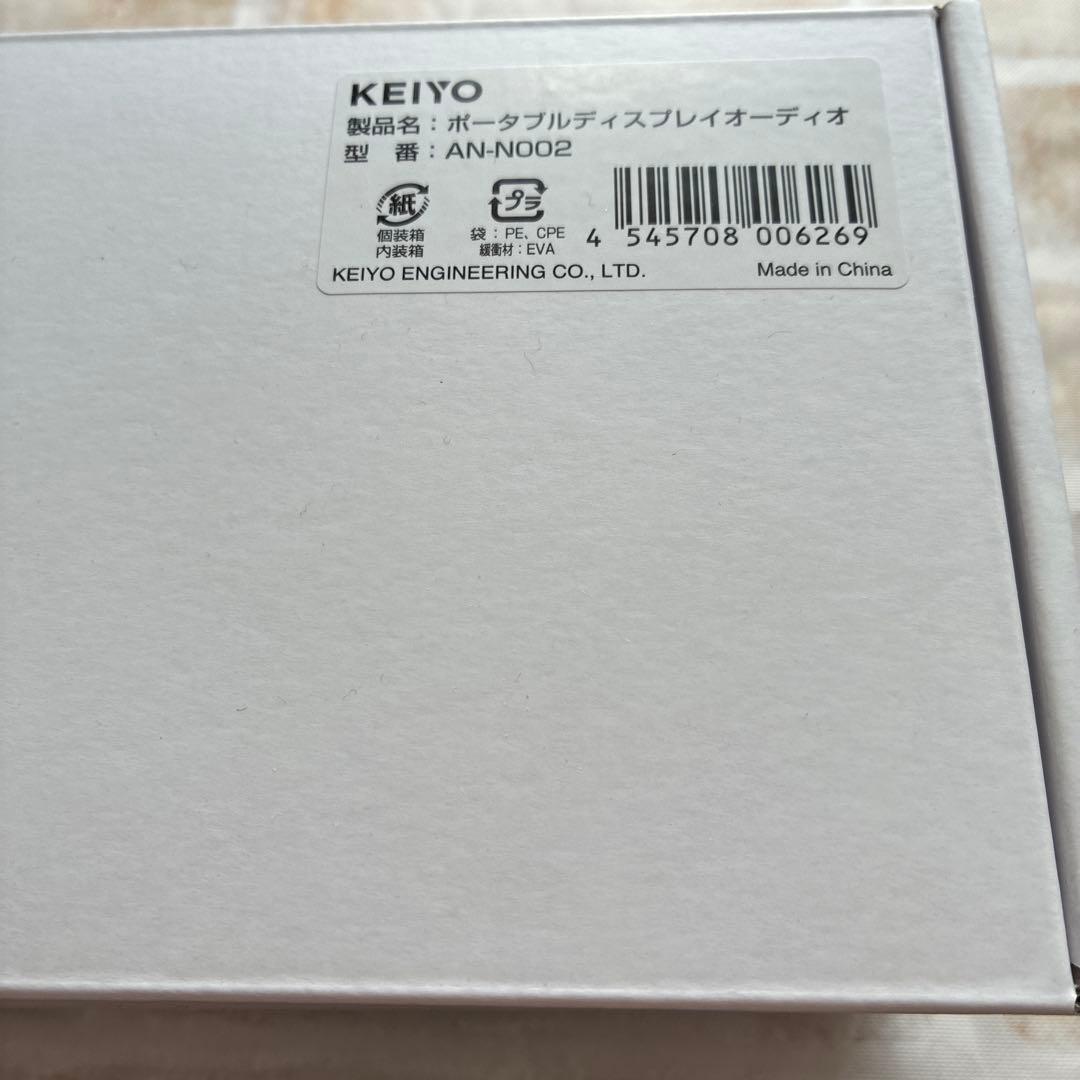 KEIYO
製品名：ポータブルディスプレイオーディオ
型　番：AN-N002
紙
個装箱
内装箱
プラ
袋：PE、CPE
緩衝材：EVA
4 545708 006269
KEIYO ENGINEERING CO., LTD.
Made in China